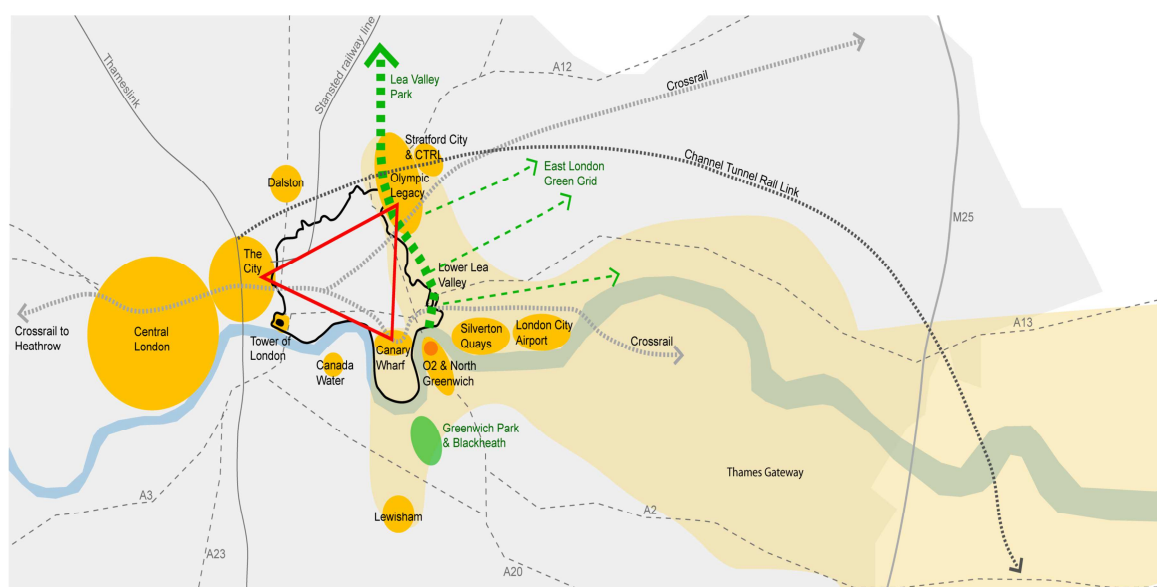 Thameslink
Stansted railway line
A12
Crossrail
Lea Valley
Park
Stratford City
& CTRL
East London
Green Grid
Channel Tunnel Rail Link
Dalston
Olympic
Legacy
M25
The
City
Lower Lea
Valley
Crossrail to
Heathrow
Central
London
Tower of
London
Canada
Water
Canary
Wharf
Silverton
Quays
London City
Airport
Crossrail
A13
O2 & North
Greenwich
Greenwich Park
& Blackheath
Thames Gateway
A3
Lewisham
A2
A23
A20